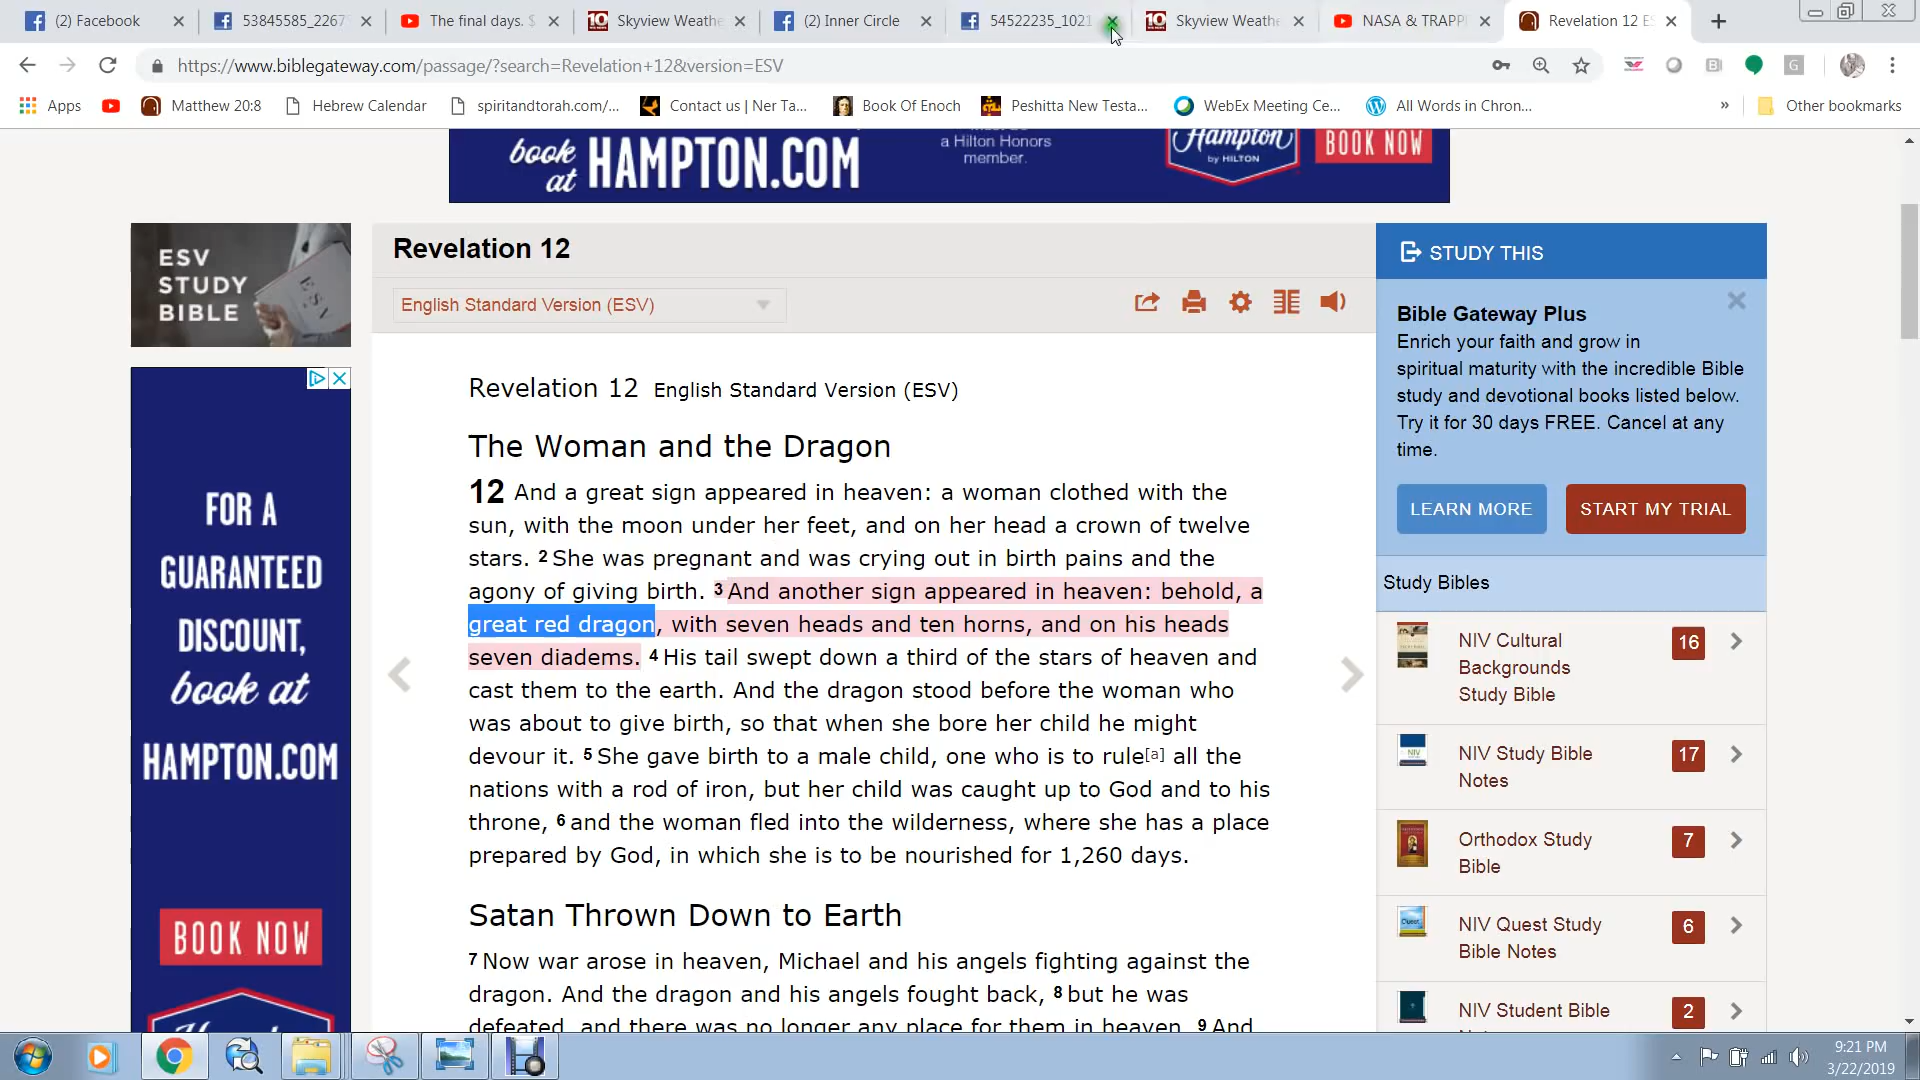 (2) Facebook
53845585_2267
The final days. S
Skyview Weathe
(2) Inner Circle
54522235_1021
Skyview Weathe
NASA & TRAPP
Revelation 12 ES
https://www.biblegateway.com/passage/?search=Revelation+12&version=ESV
Apps
Matthew 20:8
Hebrew Calendar
spiritandtorah.com/...
Contact us | Ner Ta...
Book Of Enoch
Peshitta New Testa...
WebEx Meeting Ce...
All Words in Chron...
»
Other bookmarks
book
at
HAMPTON.COM
a Hilton Honors
member.
Hampton
by HILTON
BOOK NOW
ESV
STUDY
BIBLE
FOR A
GUARANTEED
DISCOUNT,
book at
HAMPTON.COM
BOOK NOW
Revelation 12
English Standard Version (ESV)
Revelation 12 English Standard Version (ESV)
The Woman and the Dragon
12 And a great sign appeared in heaven: a woman clothed with the
sun, with the moon under her feet, and on her head a crown of twelve
stars. 2 She was pregnant and was crying out in birth pains and the
agony of giving birth. 3 And another sign appeared in heaven: behold, a
great red dragon, with seven heads and ten horns, and on his heads
seven diadems. 4 His tail swept down a third of the stars of heaven and
cast them to the earth. And the dragon stood before the woman who
was about to give birth, so that when she bore her child he might
devour it. 5 She gave birth to a male child, one who is to rule[a] all the
nations with a rod of iron, but her child was caught up to God and to his
throne, 6 and the woman fled into the wilderness, where she has a place
prepared by God, in which she is to be nourished for 1,260 days.
Satan Thrown Down to Earth
7 Now war arose in heaven, Michael and his angels fighting against the
dragon. And the dragon and his angels fought back, 8 but he was
defeated, and there was no longer any place for them in heaven. 9 And
STUDY THIS
Bible Gateway Plus
Enrich your faith and grow in
spiritual maturity with the incredible Bible
study and devotional books listed below.
Try it for 30 days FREE. Cancel at any
time.
LEARN MORE
START MY TRIAL
Study Bibles
NIV Cultural
Backgrounds
Study Bible
16
NIV Study Bible
Notes
17
Orthodox Study
Bible
7
NIV Quest Study
Bible Notes
6
NIV Student Bible
2
9:21 PM
3/22/2019